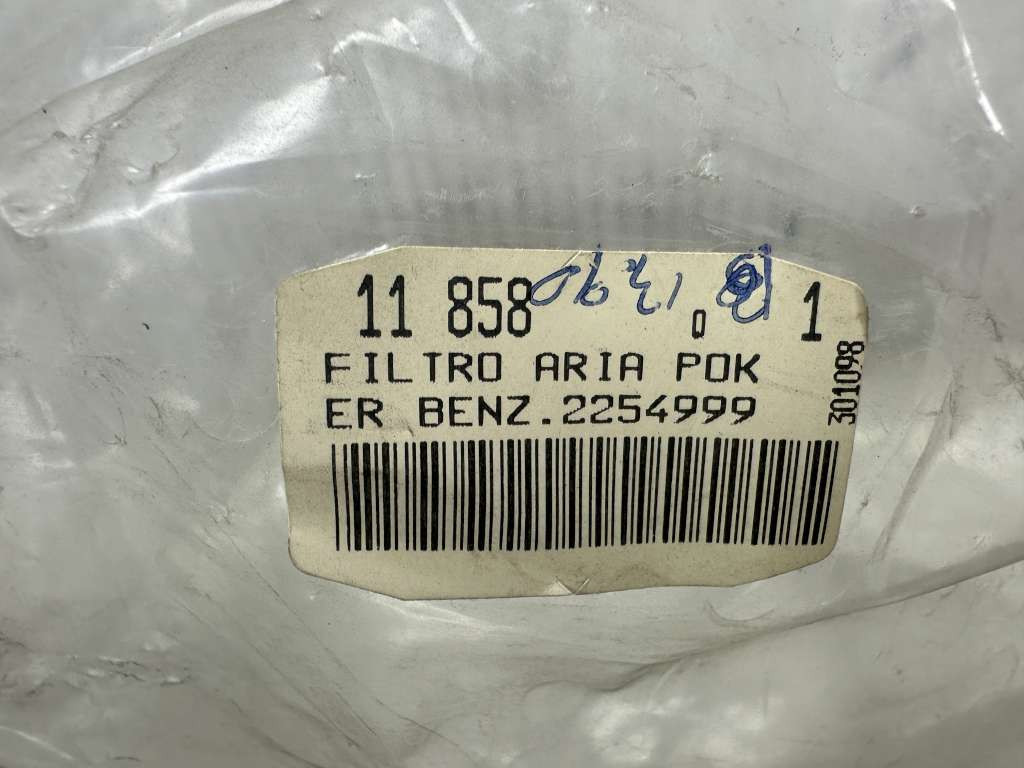 11 858 0 1
FILTRO ARIA POK
ER BENZ.2254999
301098